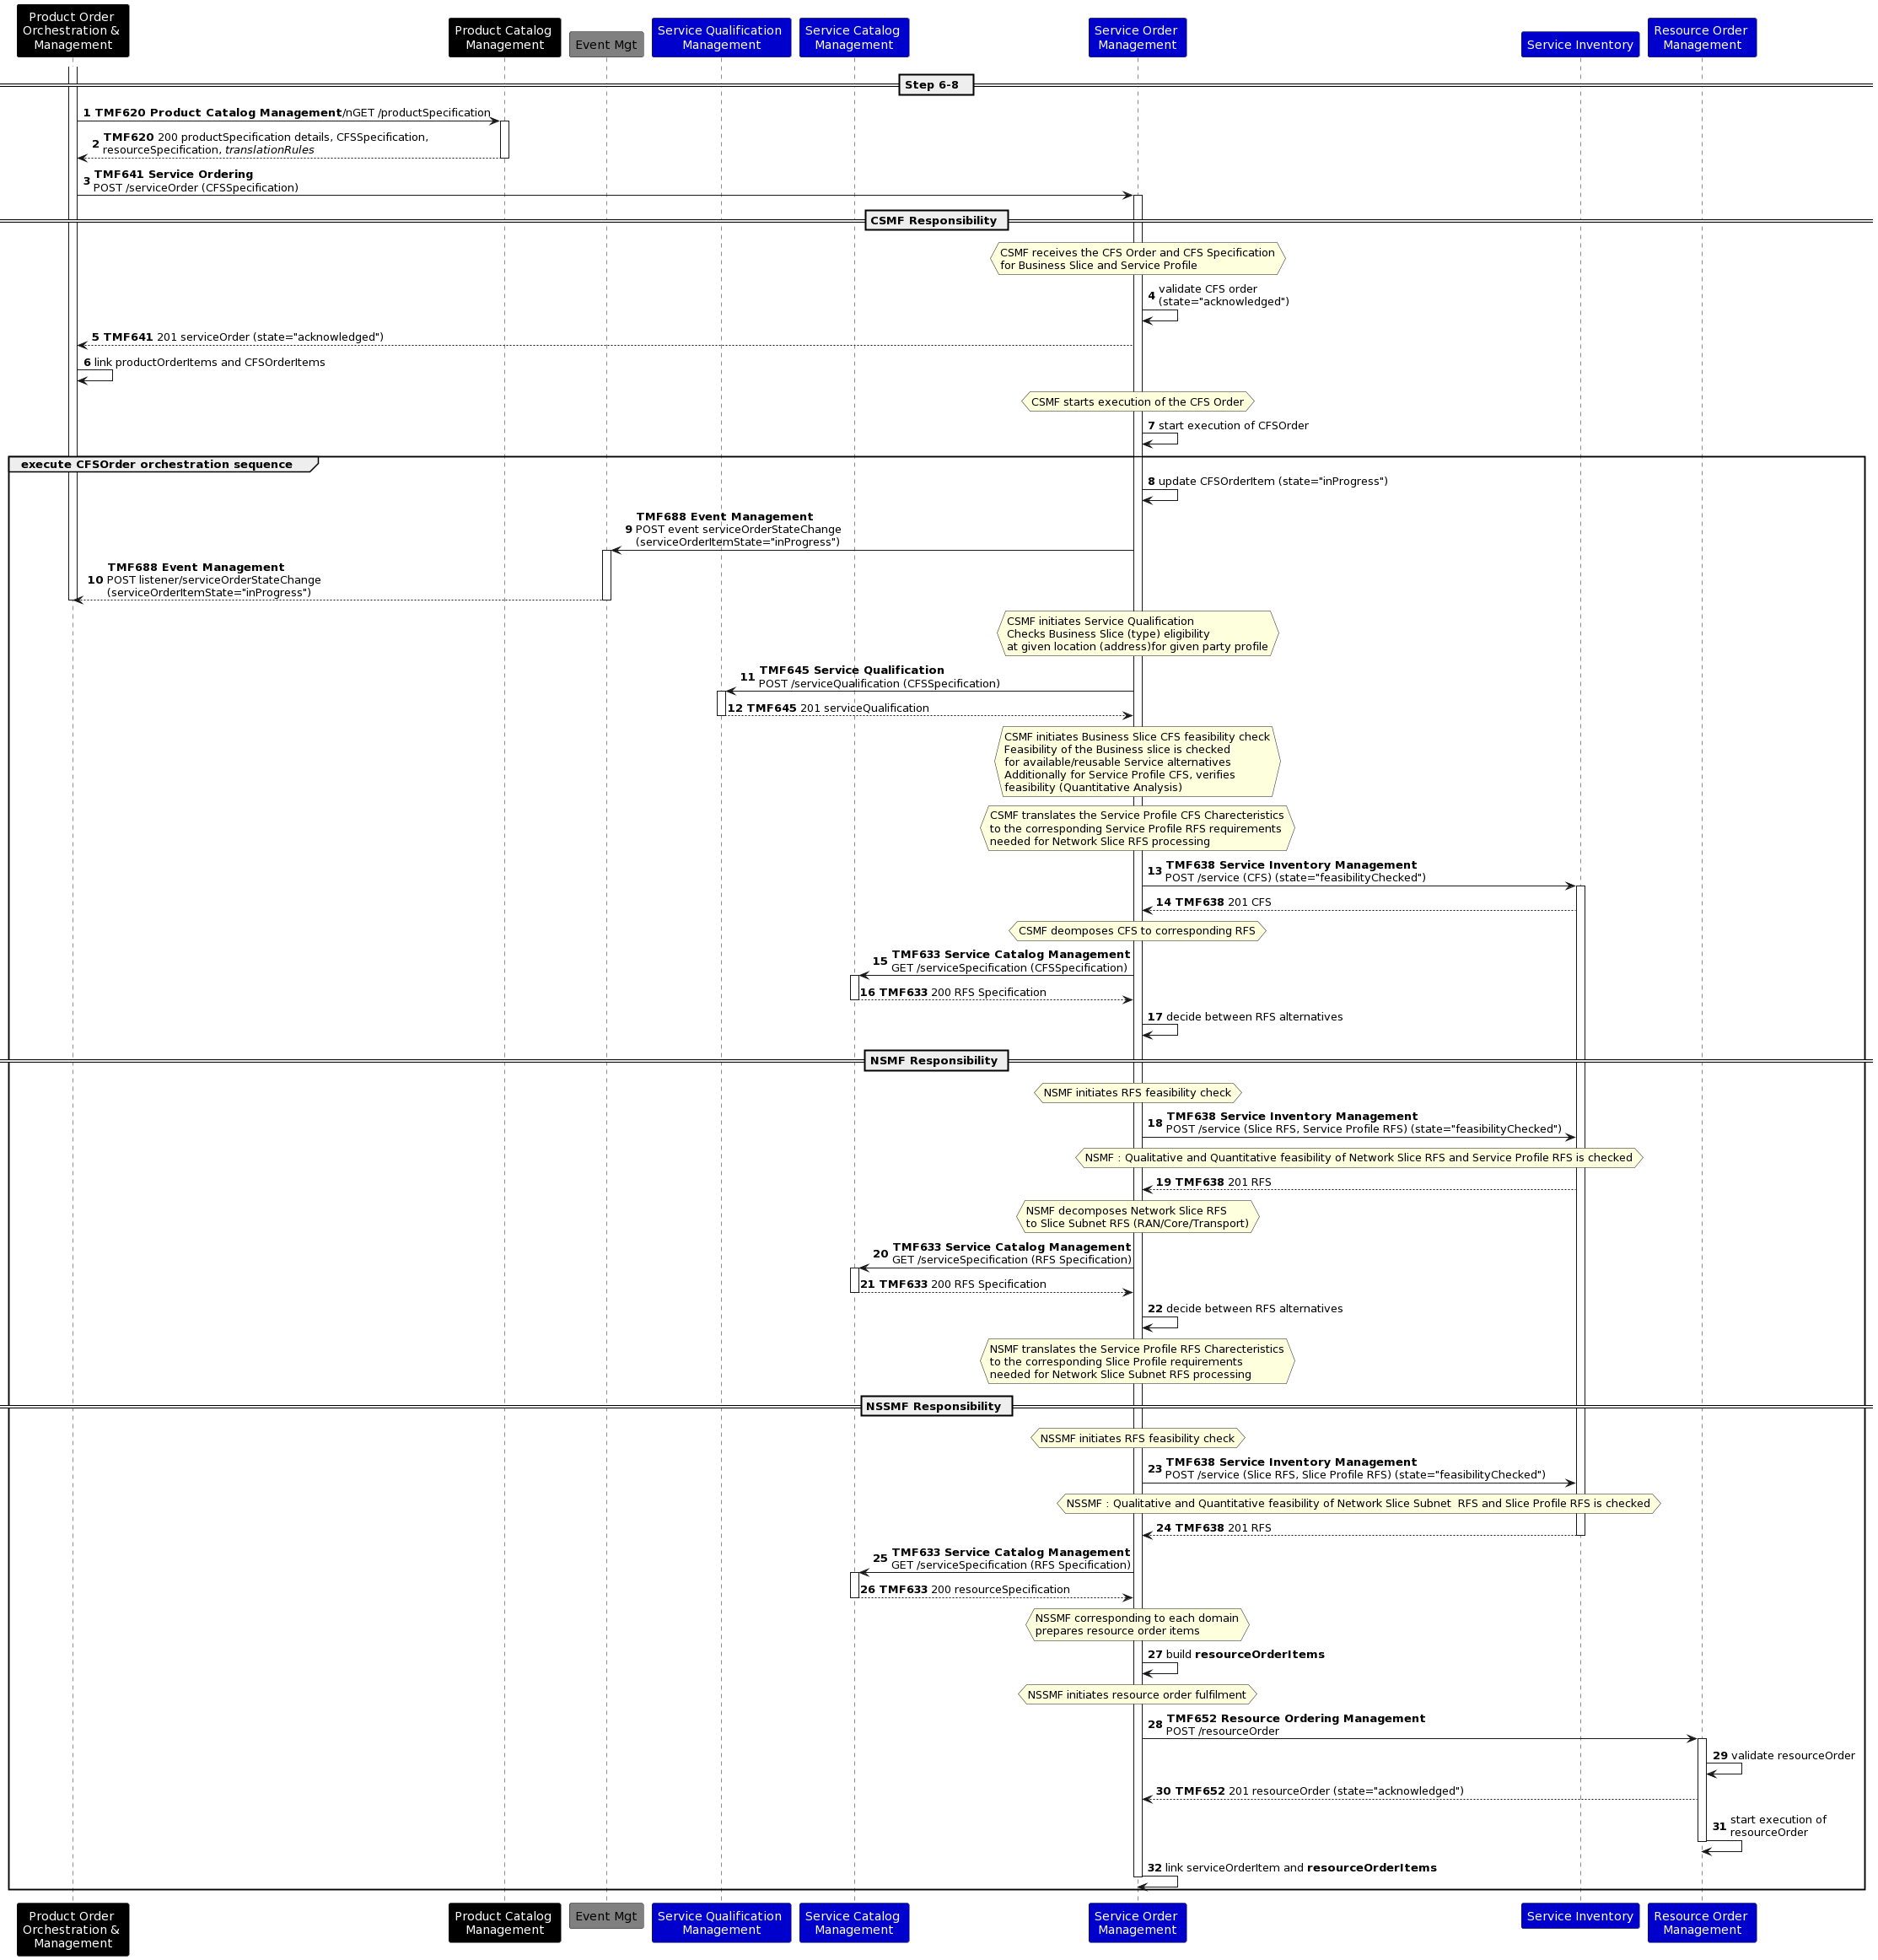 Product Order
Orchestration &
Management
Product Catalog
Management
Event Mgt
Service Qualification
Management
Service Catalog
Management
Service Order
Management
Service Inventory
Resource Order
Management
Step 6-8
1 TMF620 Product Catalog Management/nGET /productSpecification
2 TMF620 200 productSpecification details, CFSSpecification,
resourceSpecification, translationRules
3 TMF641 Service Ordering
POST /serviceOrder (CFSSpecification)
CSMF Responsibility
CSMF receives the CFS Order and CFS Specification
for Business Slice and Service Profile
4 validate CFS order
(state="acknowledged")
5 TMF641 201 serviceOrder (state="acknowledged")
6 link productOrderItems and CFSOrderItems
CSMF starts execution of the CFS Order
7 start execution of CFSOrder
execute CFSOrder orchestration sequence
8 update CFSOrderItem (state="inProgress")
TMF688 Event Management
9 POST event serviceOrderStateChange
(serviceOrderItemState="inProgress")
TMF688 Event Management
10 POST listener/serviceOrderStateChange
(serviceOrderItemState="inProgress")
CSMF initiates Service Qualification
Checks Business Slice (type) eligibility
at given location (address)for given party profile
11 TMF645 Service Qualification
POST /serviceQualification (CFSSpecification)
12 TMF645 201 serviceQualification
CSMF initiates Business Slice CFS feasibility check
Feasibility of the Business slice is checked
for available/reusable Service alternatives
Additionally for Service Profile CFS, verifies
feasibility (Quantitative Analysis)
CSMF translates the Service Profile CFS Charecteristics
to the corresponding Service Profile RFS requirements
needed for Network Slice RFS processing
13 TMF638 Service Inventory Management
POST /service (CFS) (state="feasibilityChecked")
14 TMF638 201 CFS
CSMF deomposes CFS to corresponding RFS
15 TMF633 Service Catalog Management
GET /serviceSpecification (CFSSpecification)
16 TMF633 200 RFS Specification
17 decide between RFS alternatives
NSMF Responsibility
NSMF initiates RFS feasibility check
18 TMF638 Service Inventory Management
POST /service (Slice RFS, Service Profile RFS) (state="feasibilityChecked")
NSMF : Qualitative and Quantitative feasibility of Network Slice RFS and Service Profile RFS is checked
19 TMF638 201 RFS
NSMF decomposes Network Slice RFS
to Slice Subnet RFS (RAN/Core/Transport)
20 TMF633 Service Catalog Management
GET /serviceSpecification (RFS Specification)
21 TMF633 200 RFS Specification
22 decide between RFS alternatives
NSMF translates the Service Profile RFS Charecteristics
to the corresponding Slice Profile requirements
needed for Network Slice Subnet RFS processing
NSSMF Responsibility
NSSMF initiates RFS feasibility check
23 TMF638 Service Inventory Management
POST /service (Slice RFS, Slice Profile RFS) (state="feasibilityChecked")
NSSMF : Qualitative and Quantitative feasibility of Network Slice Subnet  RFS and Slice Profile RFS is checked
24 TMF638 201 RFS
25 TMF633 Service Catalog Management
GET /serviceSpecification (RFS Specification)
26 TMF633 200 resourceSpecification
NSSMF corresponding to each domain
prepares resource order items
27 build resourceOrderItems
NSSMF initiates resource order fulfilment
28 TMF652 Resource Ordering Management
POST /resourceOrder
29 validate resourceOrder
30 TMF652 201 resourceOrder (state="acknowledged")
31 start execution of
resourceOrder
32 link serviceOrderItem and resourceOrderItems
Product Order
Orchestration &
Management
Product Catalog
Management
Event Mgt
Service Qualification
Management
Service Catalog
Management
Service Order
Management
Service Inventory
Resource Order
Management